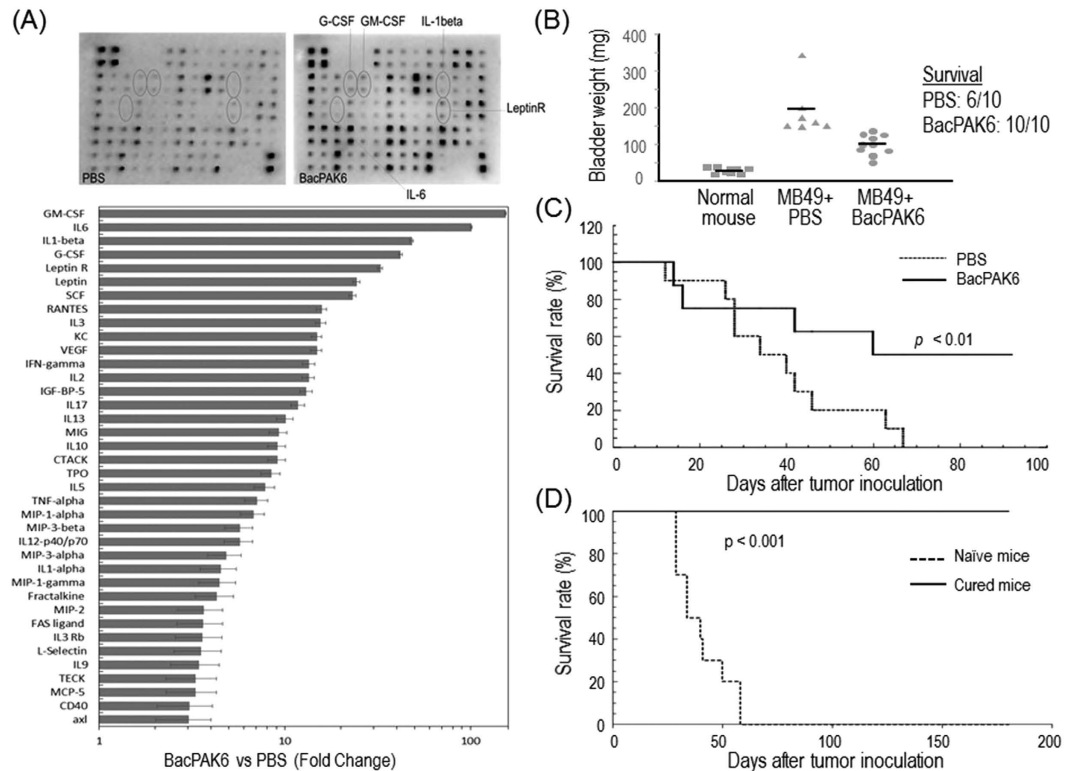 (A)
G-CSF GM-CSF IL-1beta
LeptinR
PBS
BacPAK6
IL-6
GM-CSF
IL6
IL1-beta
G-CSF
Leptin R
Leptin
SCF
RANTES
IL3
KC
VEGF
IFN-gamma
IL2
IGF-BP-5
IL17
IL13
MIG
IL10
CTACK
TPO
IL5
TNF-alpha
MIP-1-alpha
MIP-3-beta
IL12-p40/p70
MIP-3-alpha
IL1-alpha
MIP-1-gamma
Fractalkine
MIP-2
FAS ligand
IL3 Rb
L-Selectin
IL9
TECK
MCP-5
CD40
axl
1 10 100
BacPAK6 vs PBS (Fold Change)
(B)
Bladder weight (mg)
400
300
200
100
0
Normal
mouse
MB49+
PBS
MB49+
BacPAK6
Survival
PBS: 6/10
BacPAK6: 10/10
(C)
Survival rate (%)
120
100
80
60
40
20
0
PBS
BacPAK6
p < 0.01
0 20 40 60 80 100
Days after tumor inoculation
(D)
Survival rate (%)
100
80
60
40
20
0
p < 0.001
Naïve mice
Cured mice
0 50 100 150 200
Days after tumor inoculation